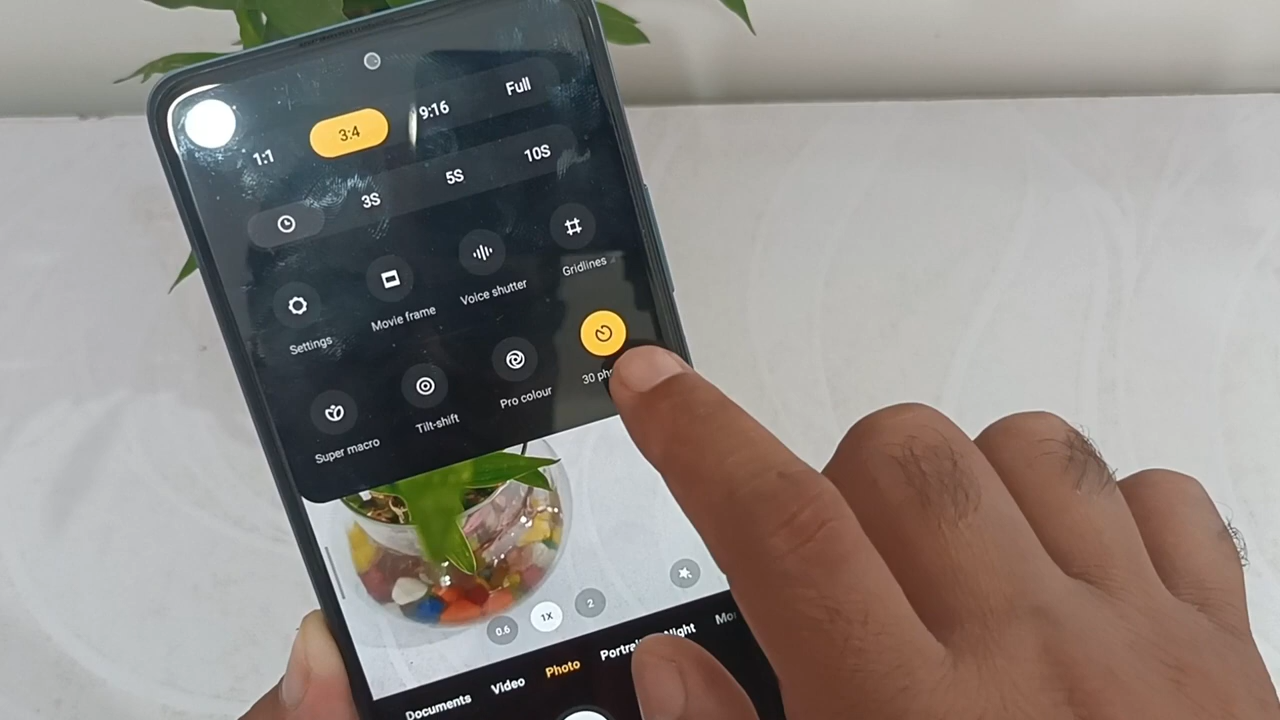 1:1 3:4 9:16 Full
3S 5S 10S
Settings Movie frame Voice shutter Gridlines
Super macro Tilt-shift Pro colour 30
0.6 1X 2
Documents Video Photo